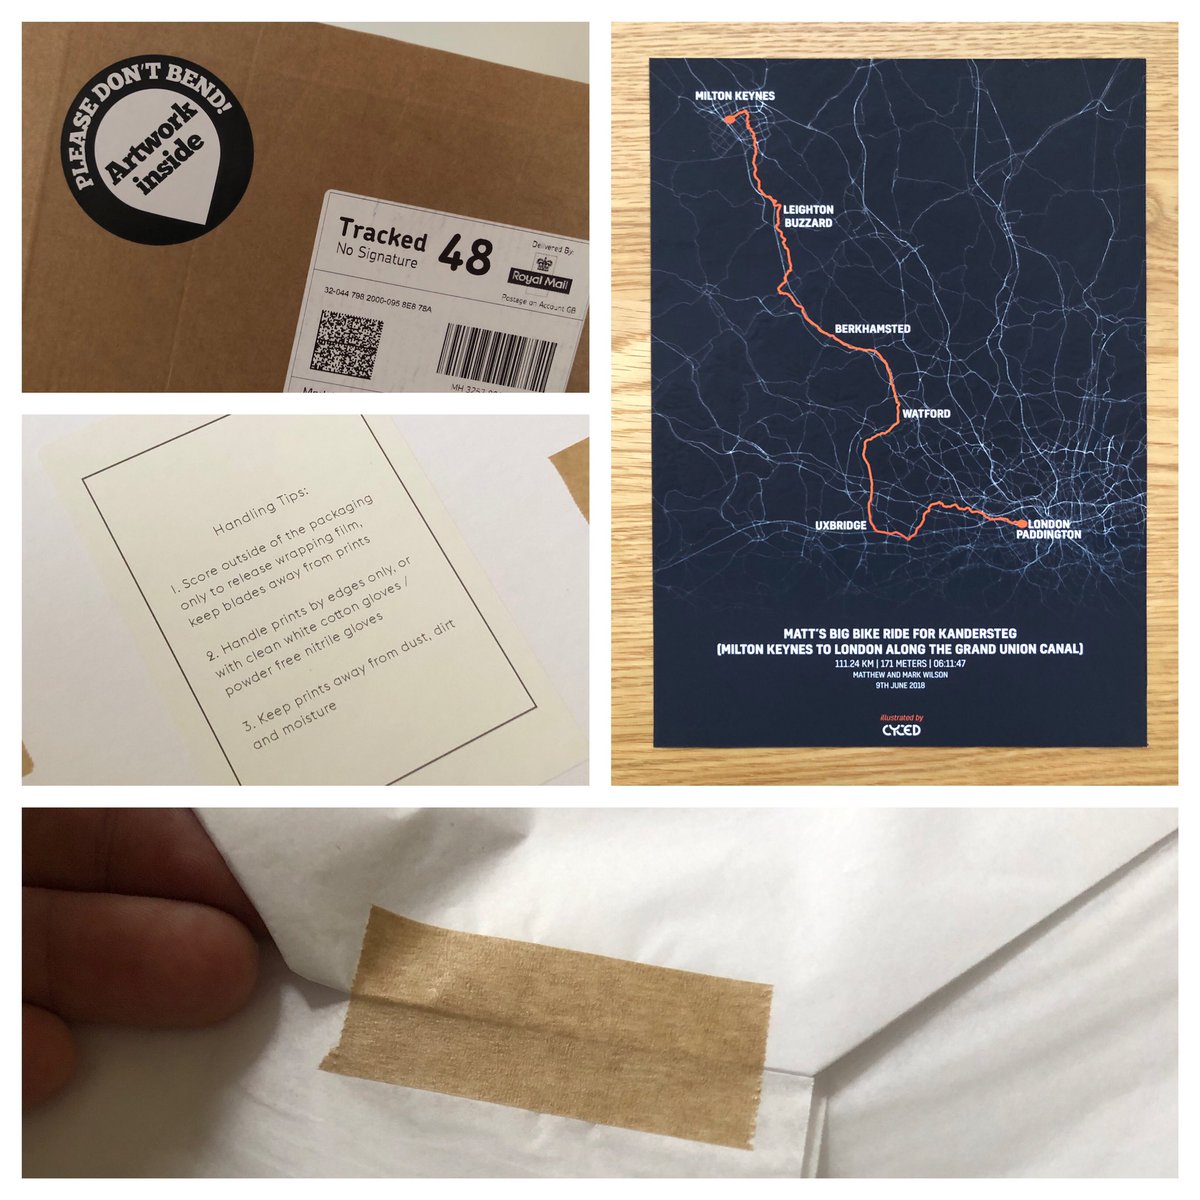 PLEASE DON'T BEND!
Artwork
inside
Tracked 48
No Signature
Delivered By:
Royal Mail
Postage on Account GB
32-044 798 2000-095 8E8 78A
MH 3257
Handling Tips:
1. Score outside of the packaging
only to release wrapping film,
keep blades away from prints
2. Handle prints by edges only, or
with clean white cotton gloves /
powder free nitrile gloves
3. Keep prints away from dust, dirt
and moisture
MILTON KEYNES
LEIGHTON
BUZZARD
BERKHAMSTED
WATFORD
UXBRIDGE
LONDON
PADDINGTON
MATT'S BIG BIKE RIDE FOR KANDERSTEG
(MILTON KEYNES TO LONDON ALONG THE GRAND UNION CANAL)
111.24 KM | 171 METERS | 06:11:47
MATTHEW AND MARK WILSON
9TH JUNE 2018
illustrated by
CYCED